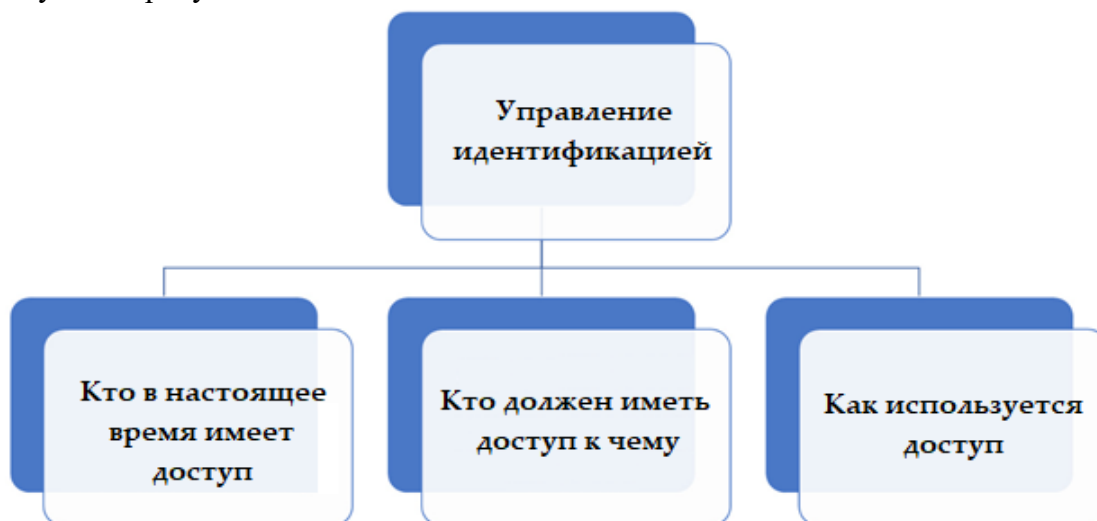 Управление
идентификацией
Кто в настоящее
время имеет
доступ
Кто должен иметь
доступ к чему
Как используется
доступ